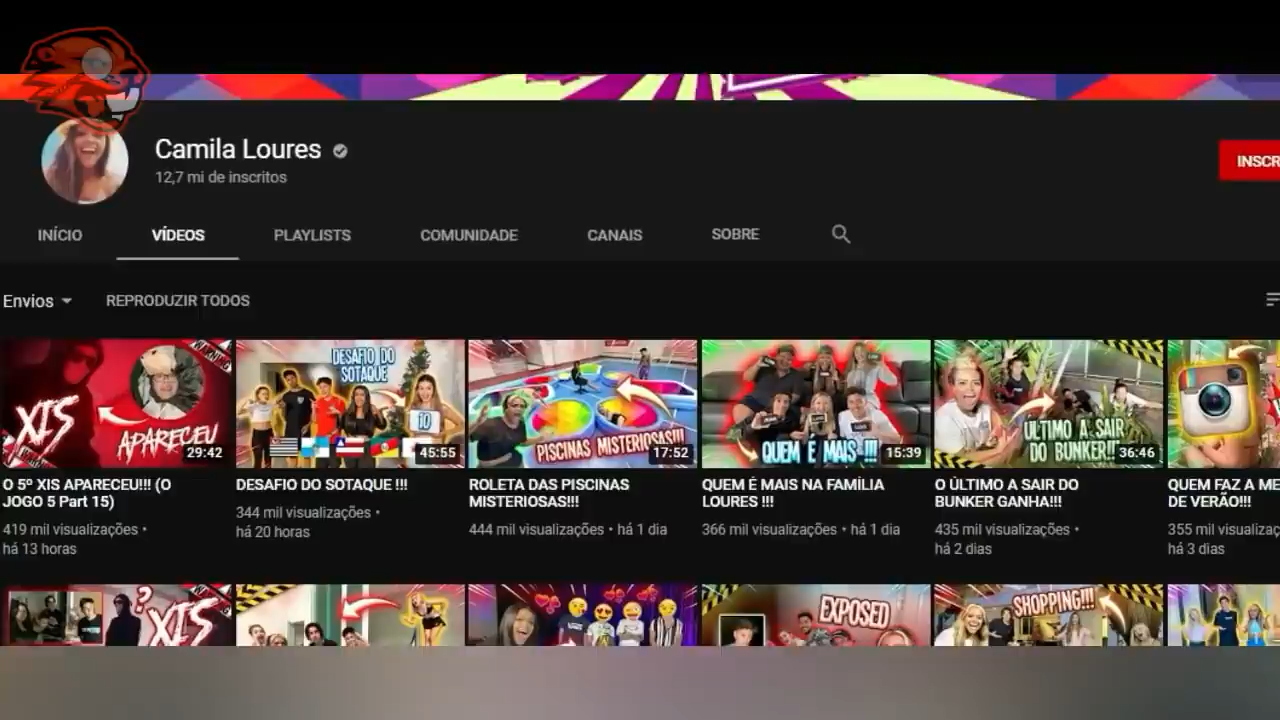 Camila Loures
12,7 mi de inscritos
INSCR
INÍCIO VÍDEOS PLAYLISTS COMUNIDADE CANAIS SOBRE
Envios REPRODUZIR TODOS
XIS
APARECEU
29:42
DESAFIO DO
SOTAQUE
10
45:55
PISCINAS MISTERIOSAS!!!
17:52
QUEM É MAIS !!!
15:39
ÚLTIMO A SAIR
DO BUNKER!!
36:46
O 5º XIS APARECEU!!! (O
JOGO 5 Part 15)
419 mil visualizações •
há 13 horas
DESAFIO DO SOTAQUE !!!
344 mil visualizações •
há 20 horas
ROLETA DAS PISCINAS
MISTERIOSAS!!!
444 mil visualizações • há 1 dia
QUEM É MAIS NA FAMÍLIA
LOURES !!!
366 mil visualizações • há 1 dia
O ÚLTIMO A SAIR DO
BUNKER GANHA!!!
435 mil visualizações •
há 2 dias
QUEM FAZ A ME
DE VERÃO!!!
355 mil visualizaç
há 3 dias
?
XIS
EXPOSED
SHOPPING!!!